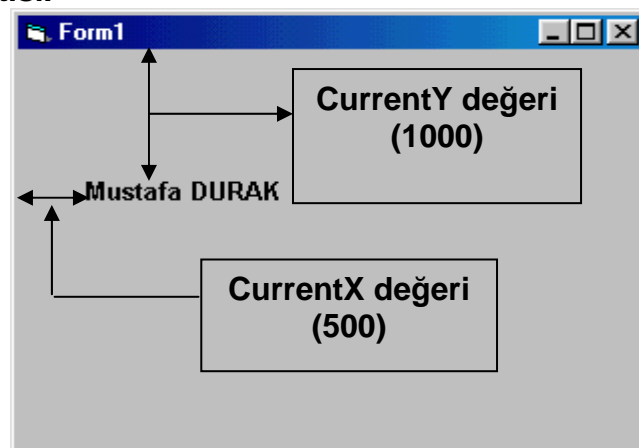 Form1
CurrentY değeri
(1000)
Mustafa DURAK
CurrentX değeri
(500)